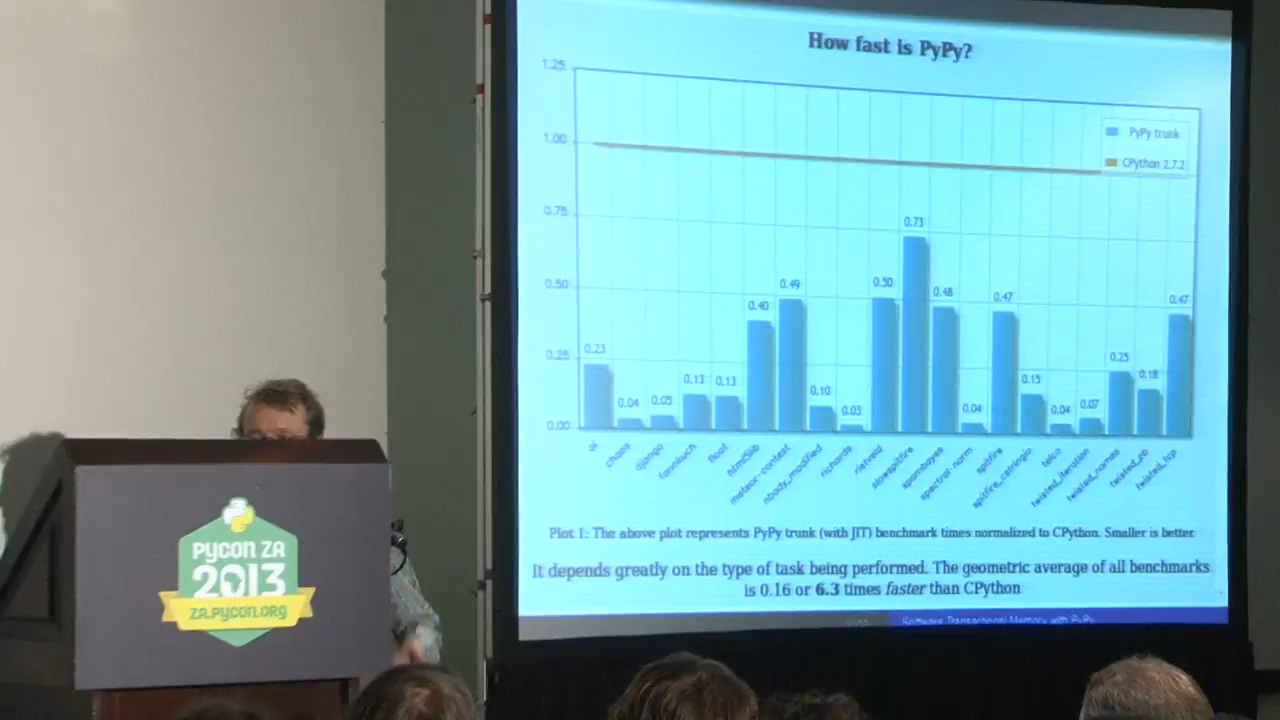 How fast is PyPy?
1.25
1.00
0.75
0.50
0.25
0.00
PyPy trunk
CPython 2.7.2
0.23
0.04
0.05
0.13
0.13
0.40
0.49
0.10
0.03
0.50
0.73
0.48
0.04
0.47
0.15
0.04
0.07
0.25
0.18
0.47
ai
chaos
django
fannkuch
float
html5lib
meteor-contest
nbody_modified
richards
rietveld
slowspitfire
spambayes
spectral-norm
spitfire
spitfire_cstringio
telco
twisted_iteration
twisted_names
twisted_pb
twisted_tcp
Plot 1: The above plot represents PyPy trunk (with JIT) benchmark times normalized to CPython. Smaller is better.
It depends greatly on the type of task being performed. The geometric average of all benchmarks
is 0.16 or 6.3 times faster than CPython
Software Transactional Memory with PyPy
PYCON ZA
2013
ZA.PYCON.ORG